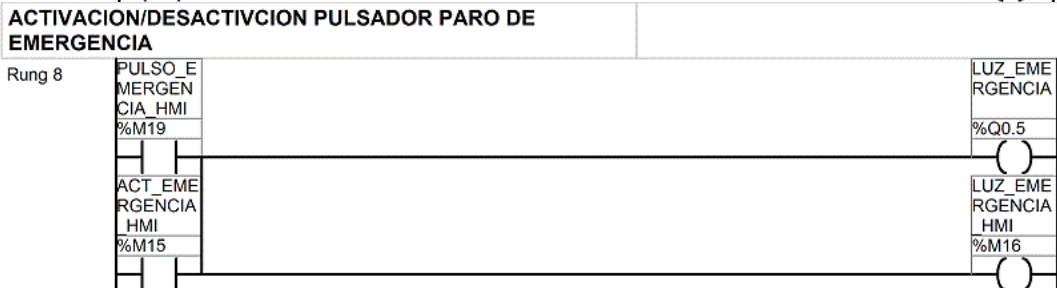 ACTIVACION/DESACTIVCION PULSADOR PARO DE
EMERGENCIA
Rung 8
PULSO_E
MERGEN
CIA_HMI
%M19
LUZ_EME
RGENCIA
%Q0.5
ACT_EME
RGENCIA
_HMI
%M15
LUZ_EME
RGENCIA
_HMI
%M16